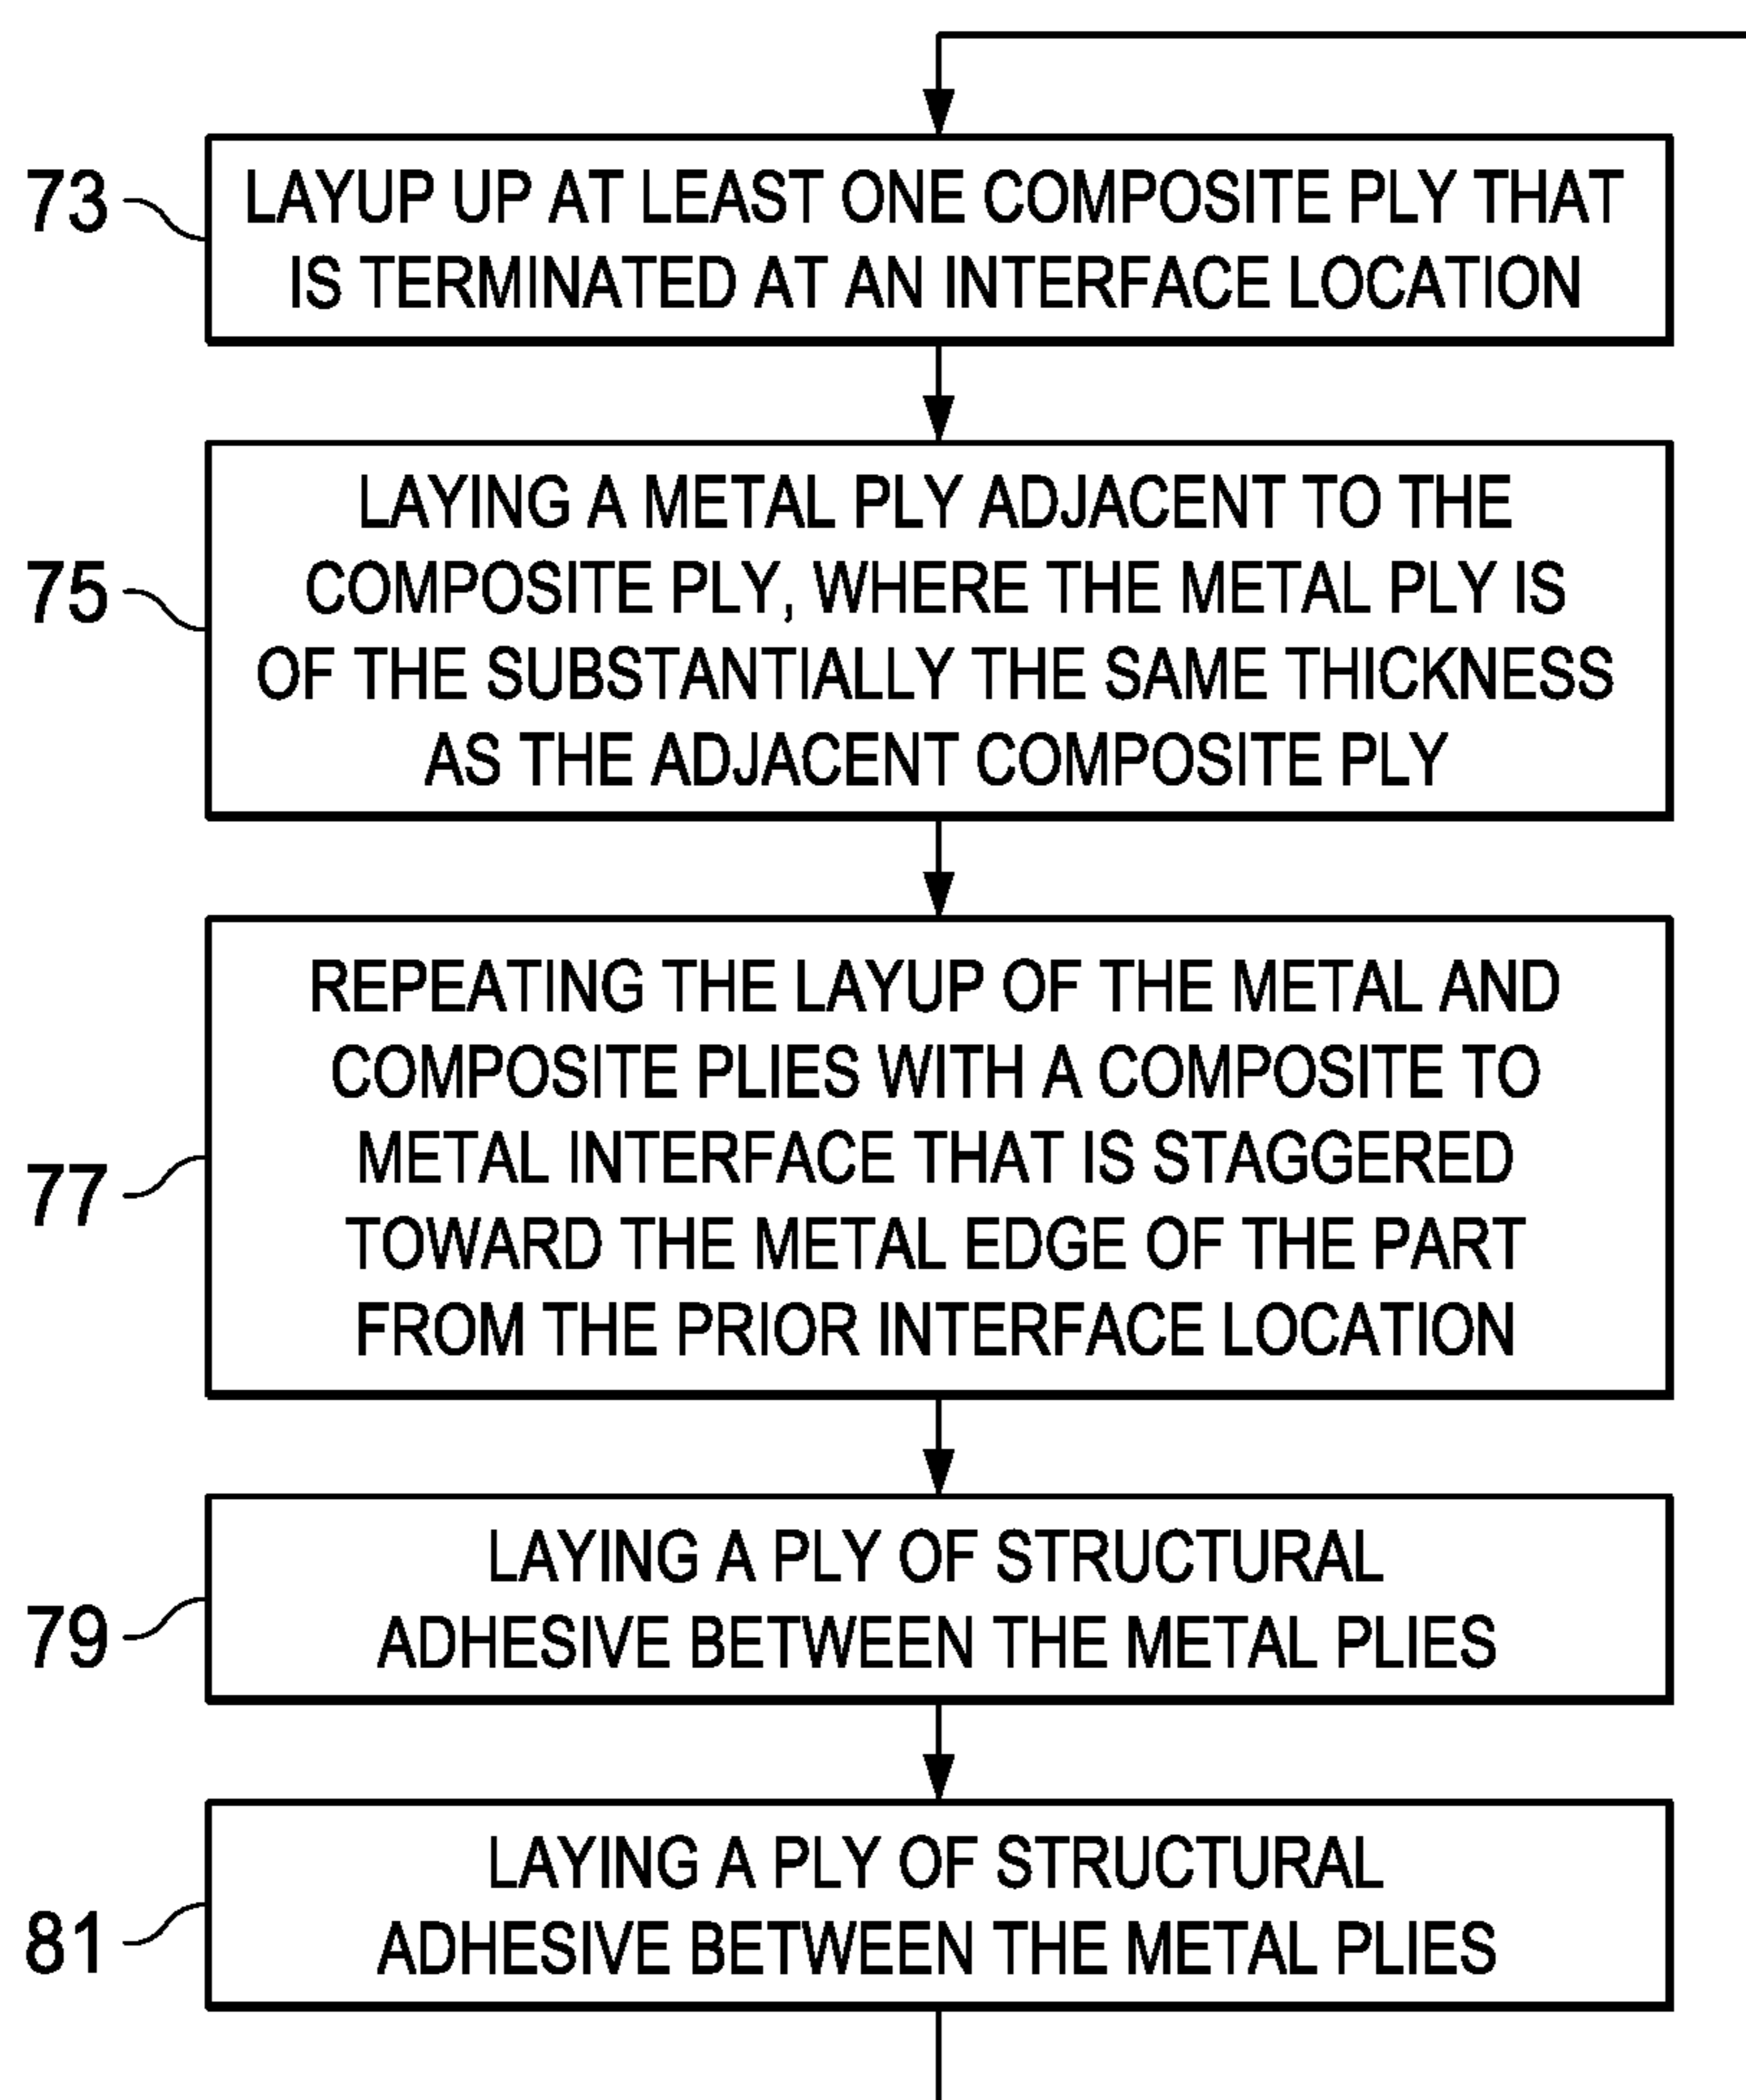 73
LAYUP UP AT LEAST ONE COMPOSITE PLY THAT
IS TERMINATED AT AN INTERFACE LOCATION
75
LAYING A METAL PLY ADJACENT TO THE
COMPOSITE PLY, WHERE THE METAL PLY IS
OF THE SUBSTANTIALLY THE SAME THICKNESS
AS THE ADJACENT COMPOSITE PLY
77
REPEATING THE LAYUP OF THE METAL AND
COMPOSITE PLIES WITH A COMPOSITE TO
METAL INTERFACE THAT IS STAGGERED
TOWARD THE METAL EDGE OF THE PART
FROM THE PRIOR INTERFACE LOCATION
79
LAYING A PLY OF STRUCTURAL
ADHESIVE BETWEEN THE METAL PLIES
81
LAYING A PLY OF STRUCTURAL
ADHESIVE BETWEEN THE METAL PLIES